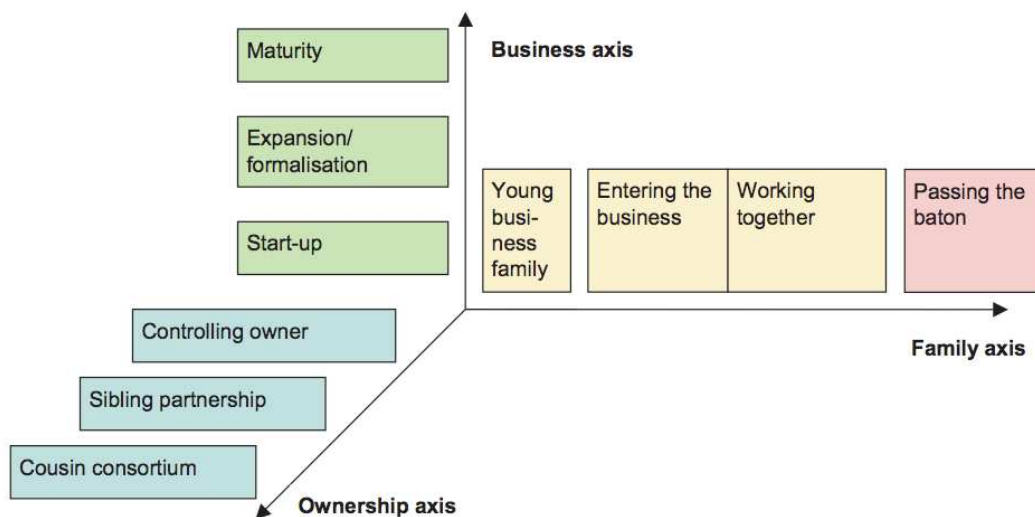 Maturity
Business axis
Expansion/
formalisation
Start-up
Young
busi-
ness
family
Entering the
business
Working
together
Passing the
baton
Family axis
Controlling owner
Sibling partnership
Cousin consortium
Ownership axis